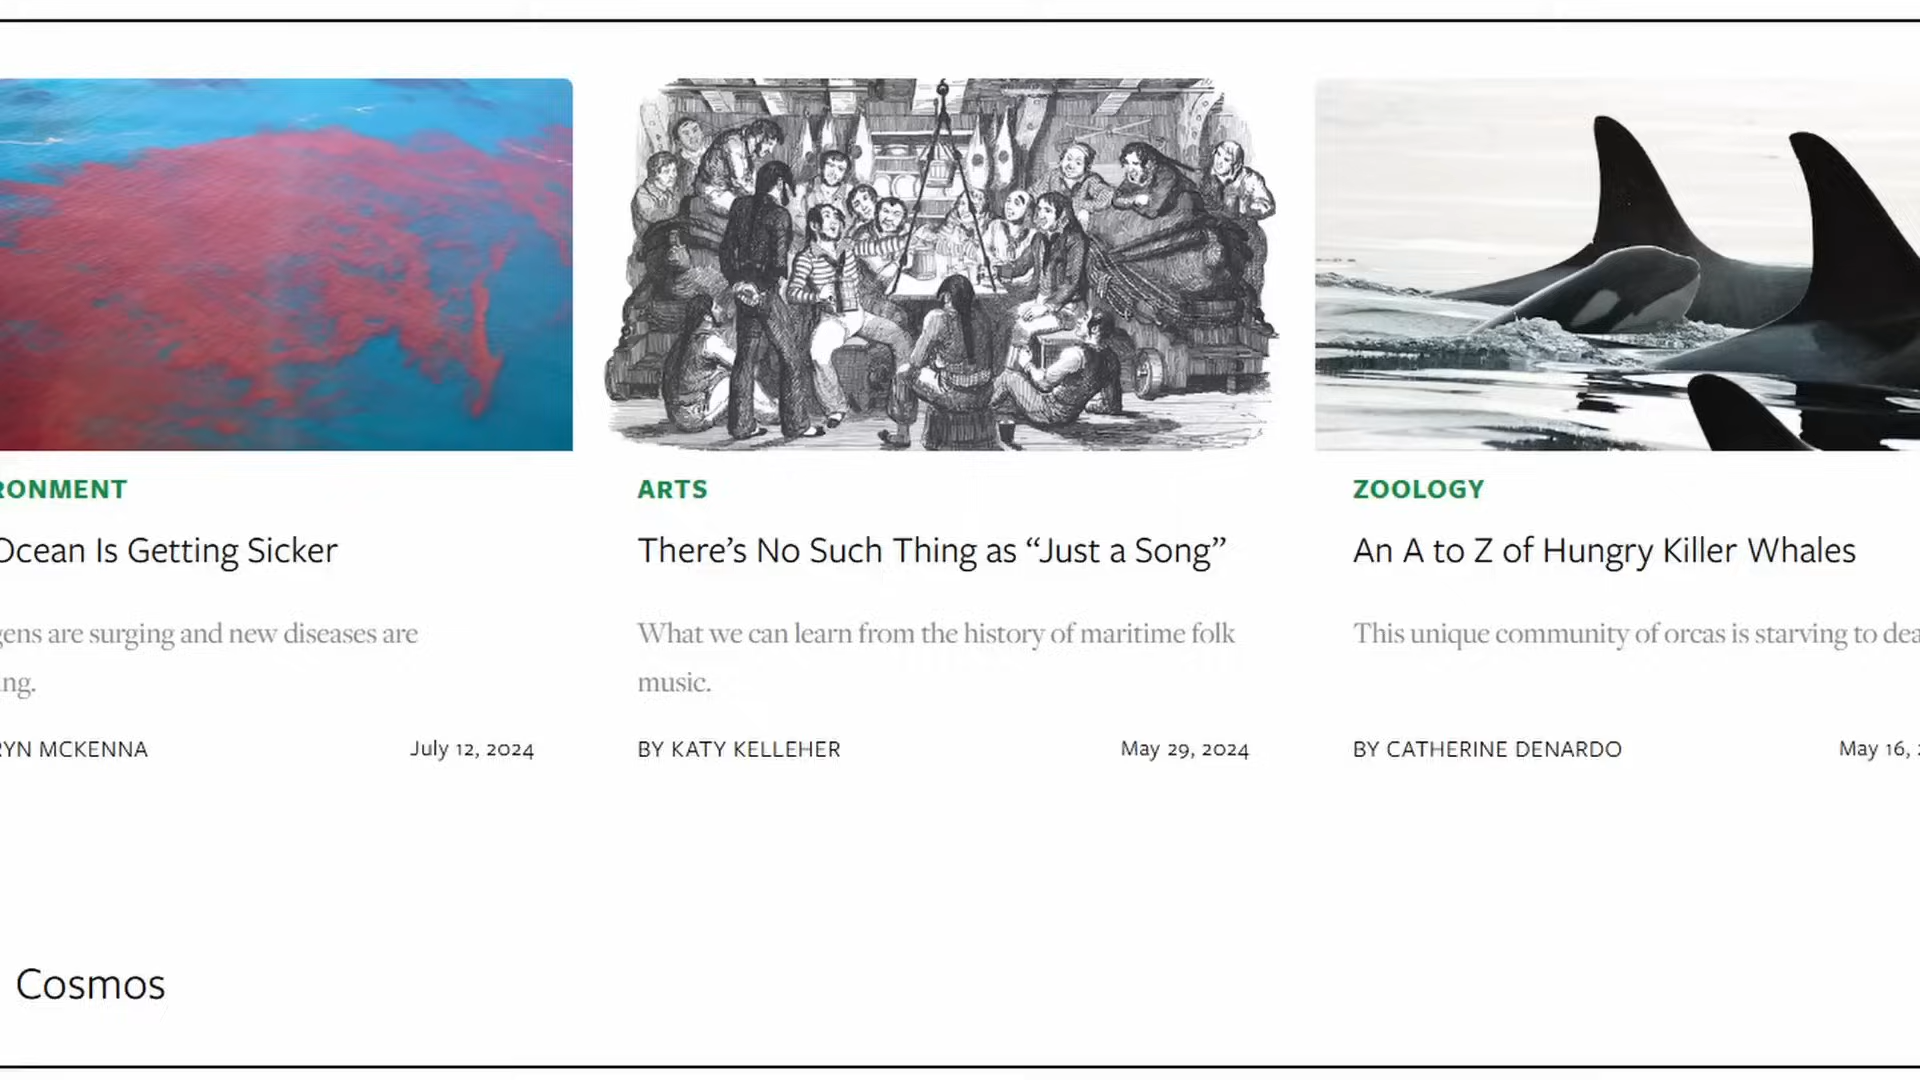 RONMENT
Ocean Is Getting Sicker
gens are surging and new diseases are
ng.
RYN MCKENNA
July 12, 2024
ARTS
There’s No Such Thing as “Just a Song”
What we can learn from the history of maritime folk
music.
BY KATY KELLEHER
May 29, 2024
ZOOLOGY
An A to Z of Hungry Killer Whales
This unique community of orcas is starving to dea
BY CATHERINE DENARDO
May 16,
Cosmos